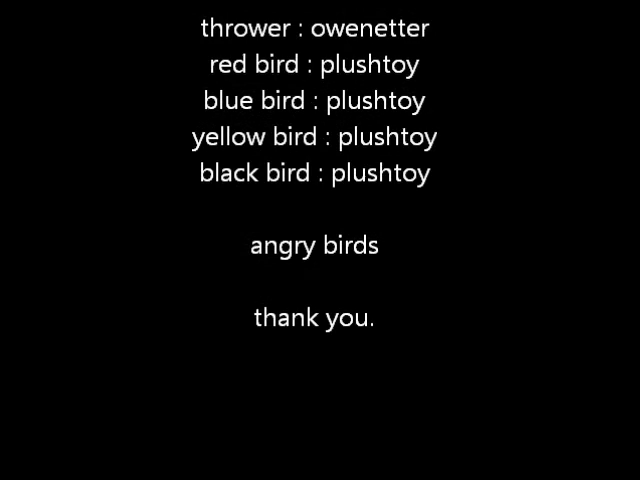 thrower : owenetter
red bird : plushtoy
blue bird : plushtoy
yellow bird : plushtoy
black bird : plushtoy
angry birds
thank you.